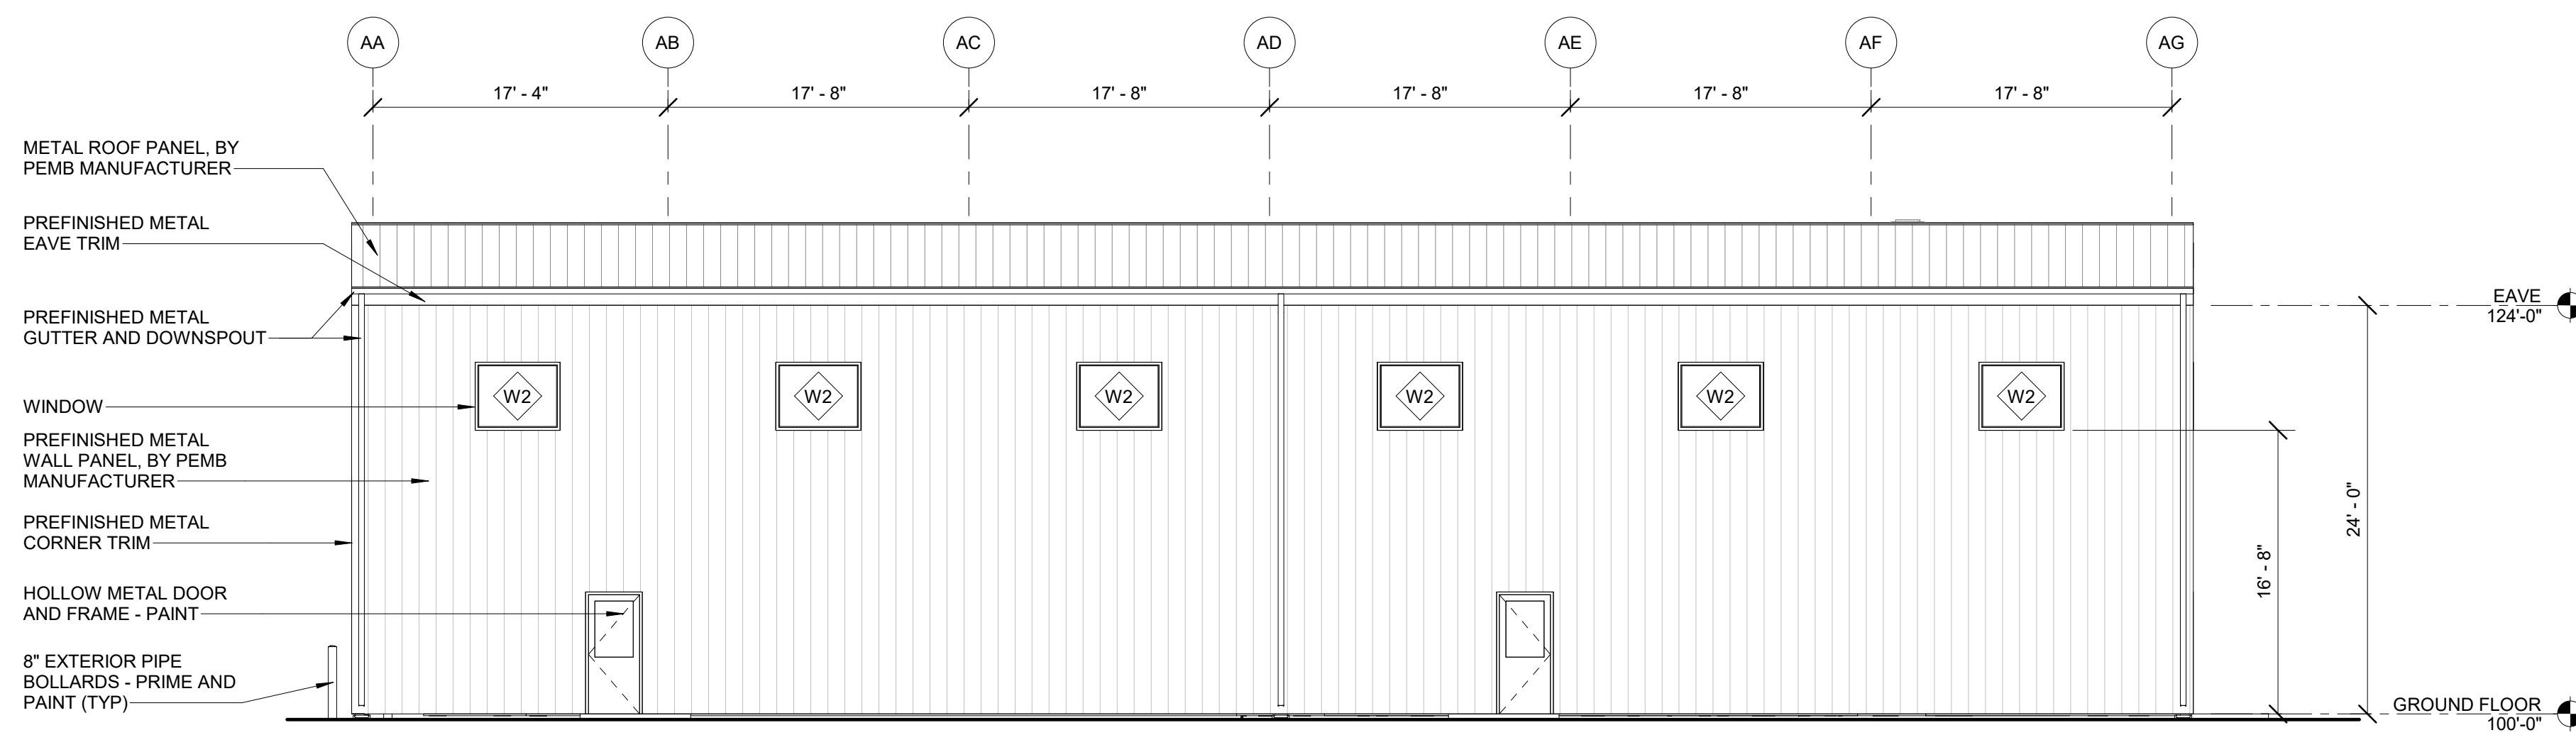 AA AB AC AD AE AF AG
17' - 4" 17' - 8" 17' - 8" 17' - 8" 17' - 8" 17' - 8"
METAL ROOF PANEL, BY
PEMB MANUFACTURER
PREFINISHED METAL
EAVE TRIM
PREFINISHED METAL
GUTTER AND DOWNSPOUT
WINDOW
PREFINISHED METAL
WALL PANEL, BY PEMB
MANUFACTURER
PREFINISHED METAL
CORNER TRIM
HOLLOW METAL DOOR
AND FRAME - PAINT
8" EXTERIOR PIPE
BOLLARDS - PRIME AND
PAINT (TYP)
W2 W2 W2 W2 W2 W2
16' - 8"
24' - 0"
EAVE
124'-0"
GROUND FLOOR
100'-0"